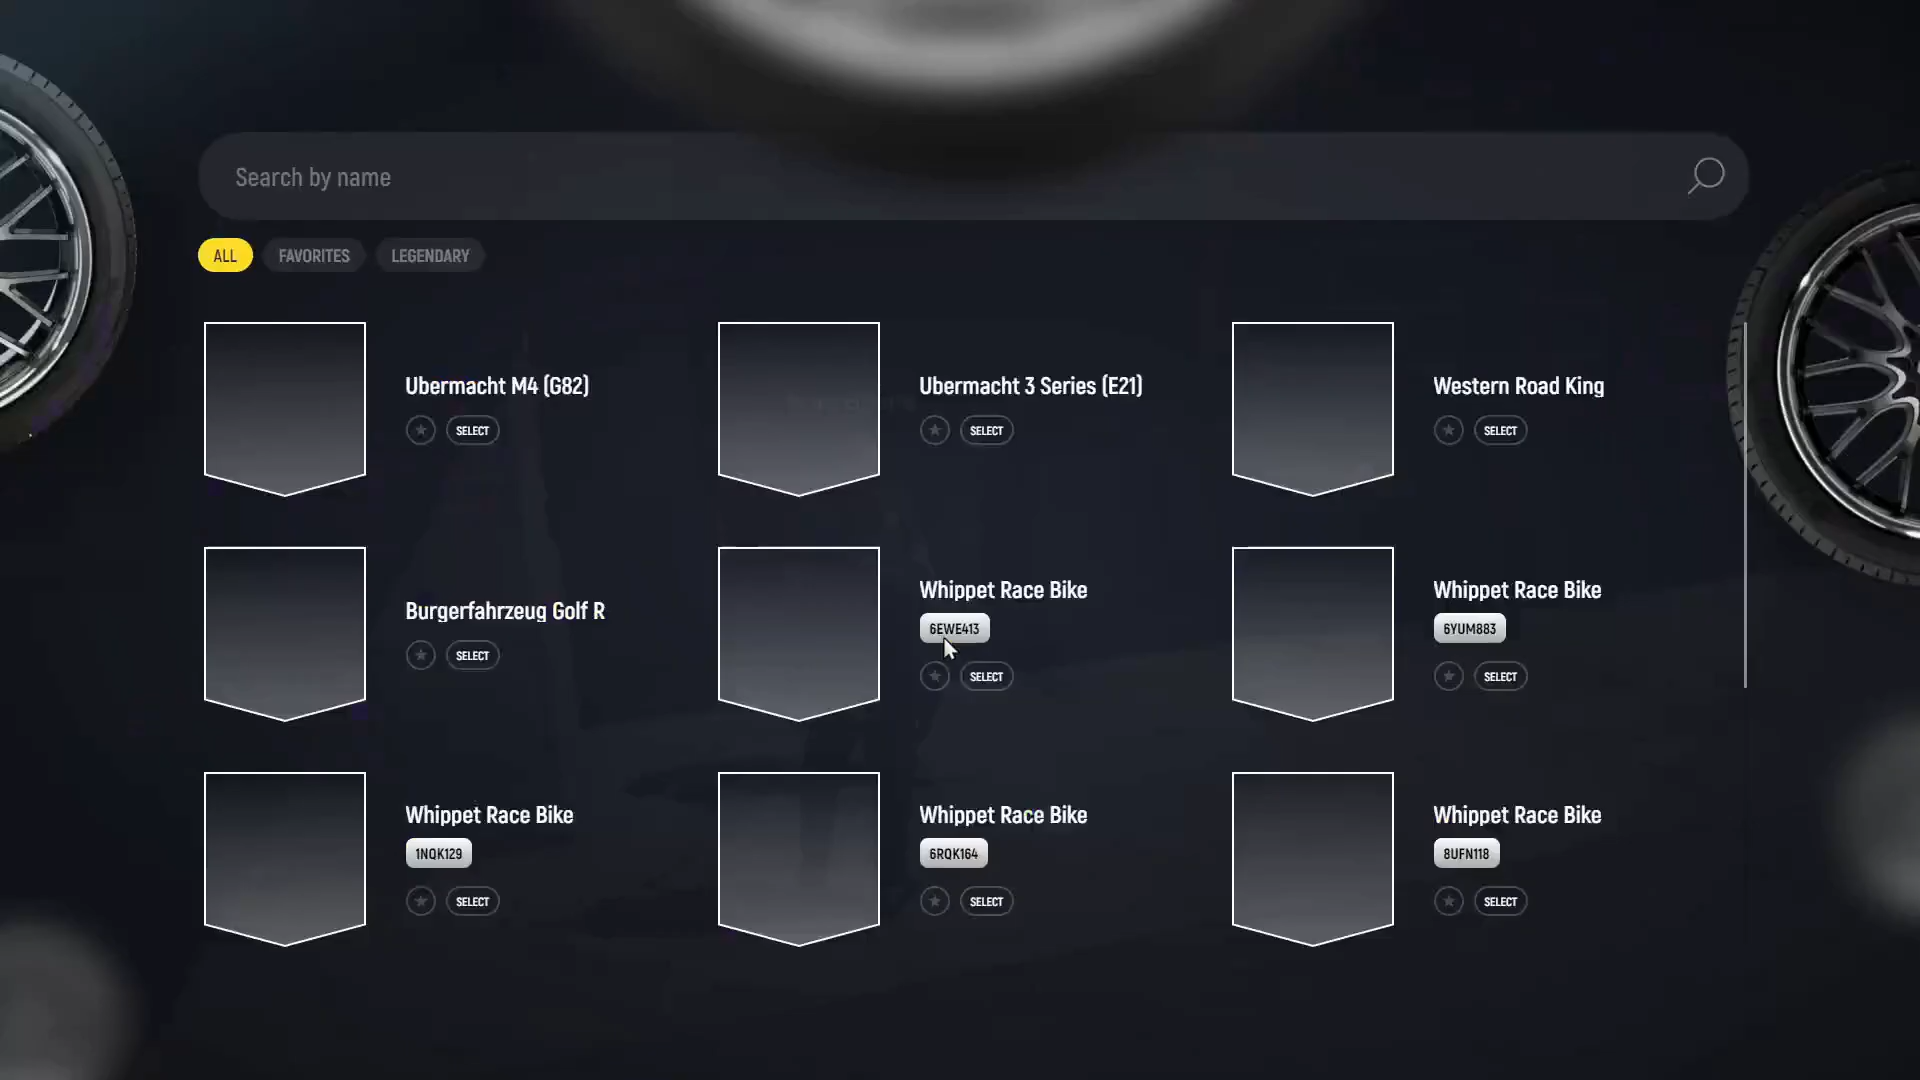 Search by name
ALL FAVORITES LEGENDARY
Ubermacht M4 (G82)
SELECT
Ubermacht 3 Series (E21)
SELECT
Western Road King
SELECT
Burgerfahrzeug Golf R
SELECT
Whippet Race Bike
6EWE413
SELECT
Whippet Race Bike
6YUM883
SELECT
Whippet Race Bike
1NQK129
SELECT
Whippet Race Bike
6RQK164
SELECT
Whippet Race Bike
8UFN118
SELECT